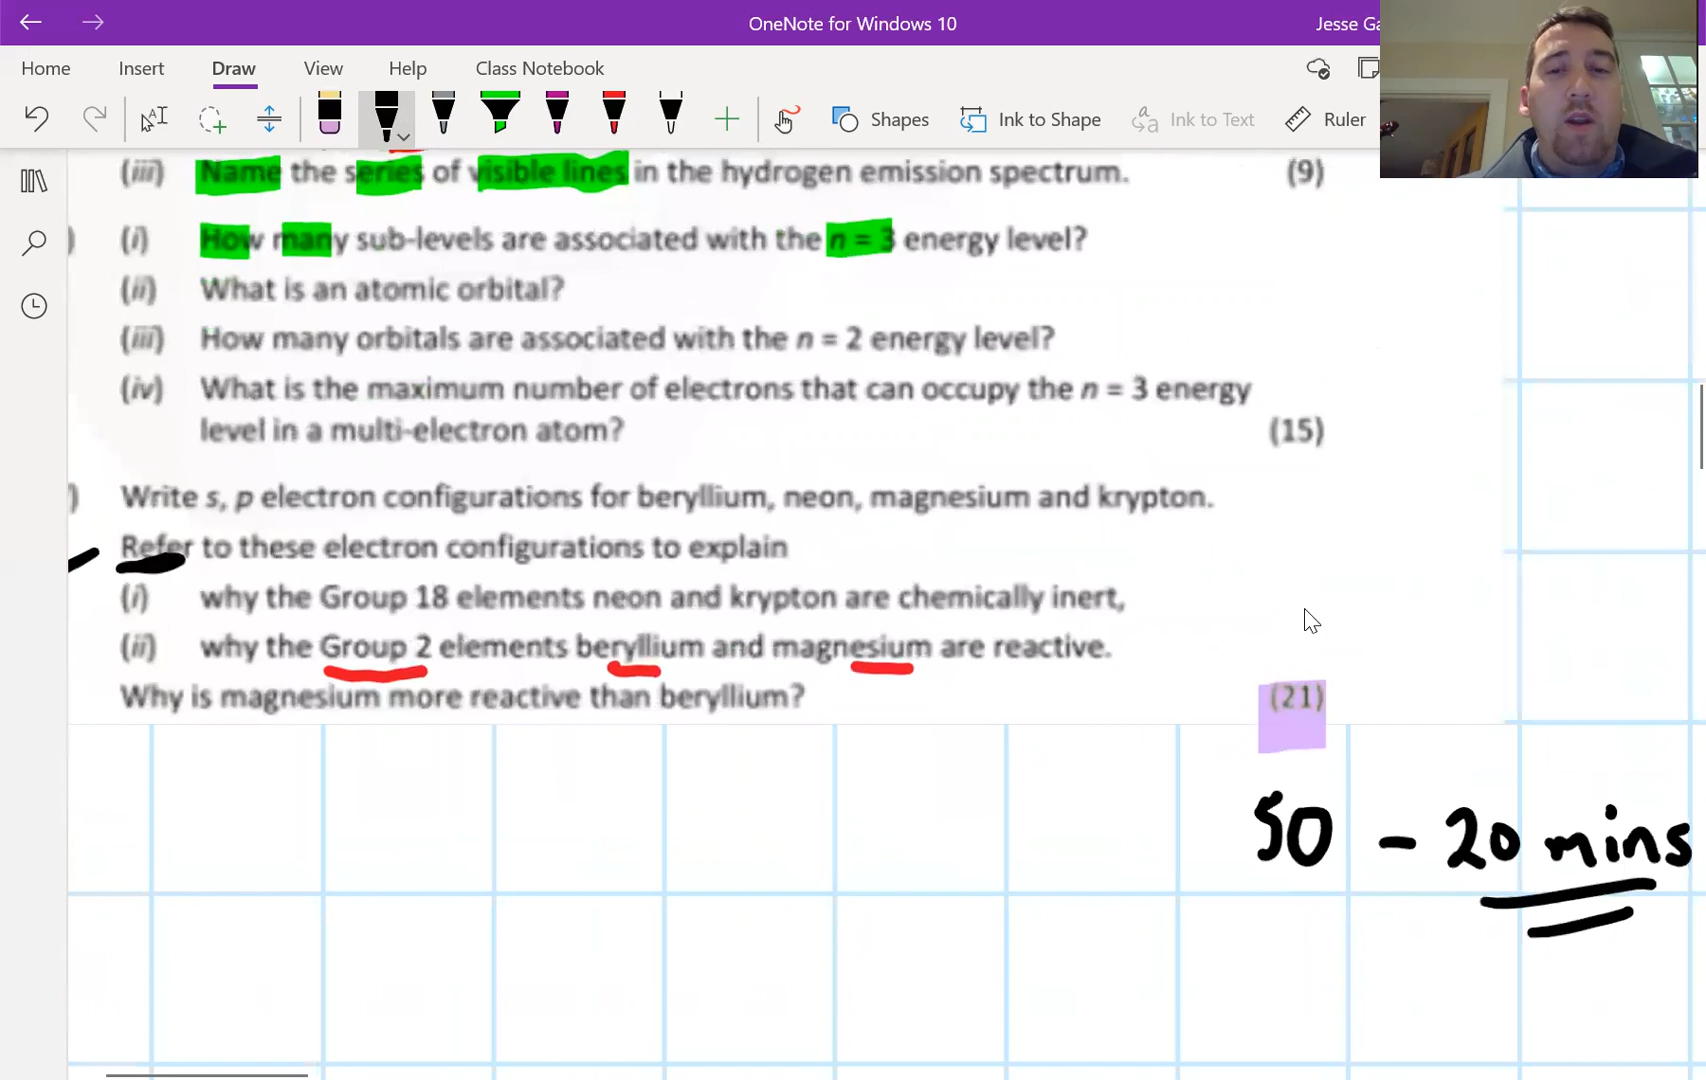 OneNote for Windows 10
Jesse Ga
Home Insert Draw View Help Class Notebook
Shapes Ink to Shape Ink to Text Ruler
(iii) Name the series of visible lines in the hydrogen emission spectrum. (9)
) (i) How many sub-levels are associated with the n = 3 energy level?
(ii) What is an atomic orbital?
(iii) How many orbitals are associated with the n = 2 energy level?
(iv) What is the maximum number of electrons that can occupy the n = 3 energy
level in a multi-electron atom? (15)
) Write s, p electron configurations for beryllium, neon, magnesium and krypton.
Refer to these electron configurations to explain
(i) why the Group 18 elements neon and krypton are chemically inert,
(ii) why the Group 2 elements beryllium and magnesium are reactive.
Why is magnesium more reactive than beryllium? (21)
50 - 20 mins